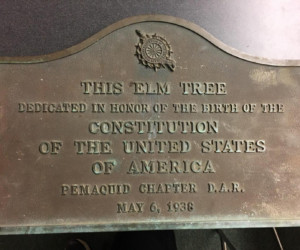 THIS ELM TREE
DEDICATED IN HONOR OF THE BIRTH OF THE
CONSTITUTION
OF THE UNITED STATES
OF AMERICA
PEMAQUID CHAPTER D.A.R.
MAY 6, 1938